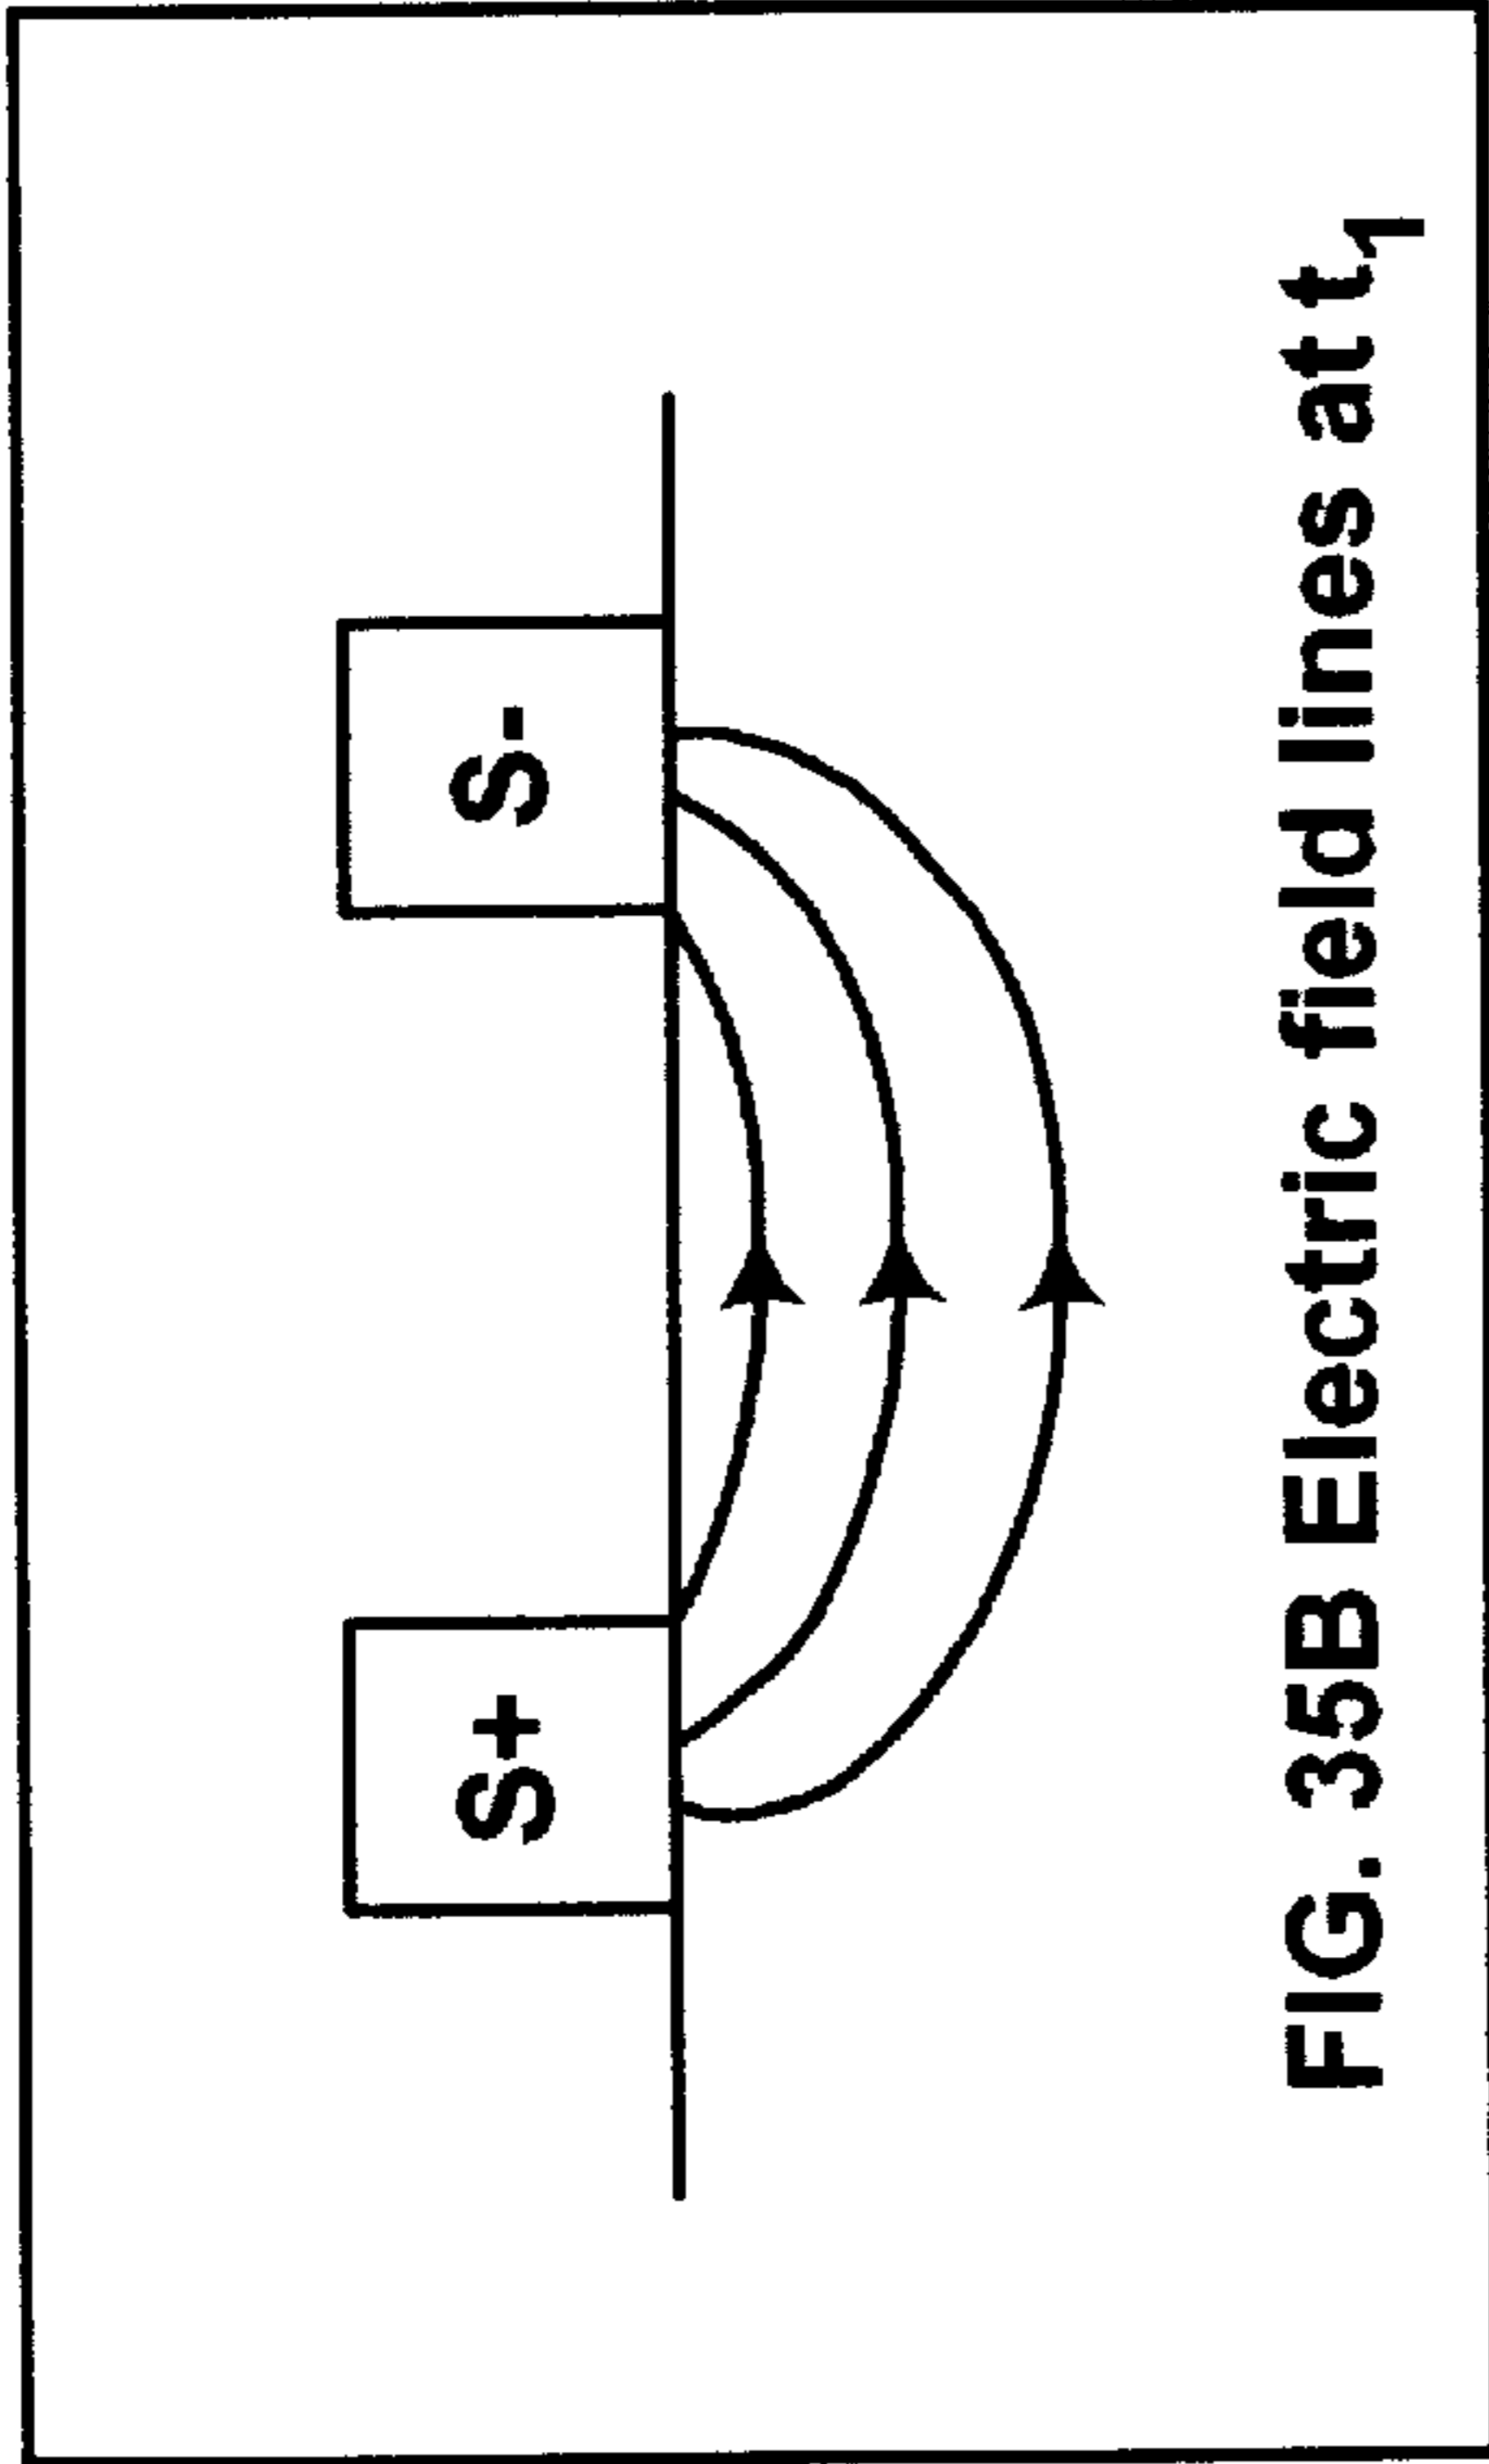 S+
S-
FIG. 35B Electric field lines at t1